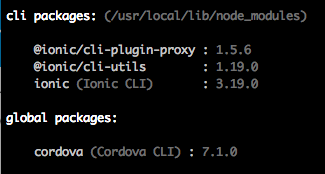 cli packages: (/usr/local/lib/node_modules)
@ionic/cli-plugin-proxy : 1.5.6
@ionic/cli-utils : 1.19.0
ionic (Ionic CLI) : 3.19.0
global packages:
cordova (Cordova CLI) : 7.1.0